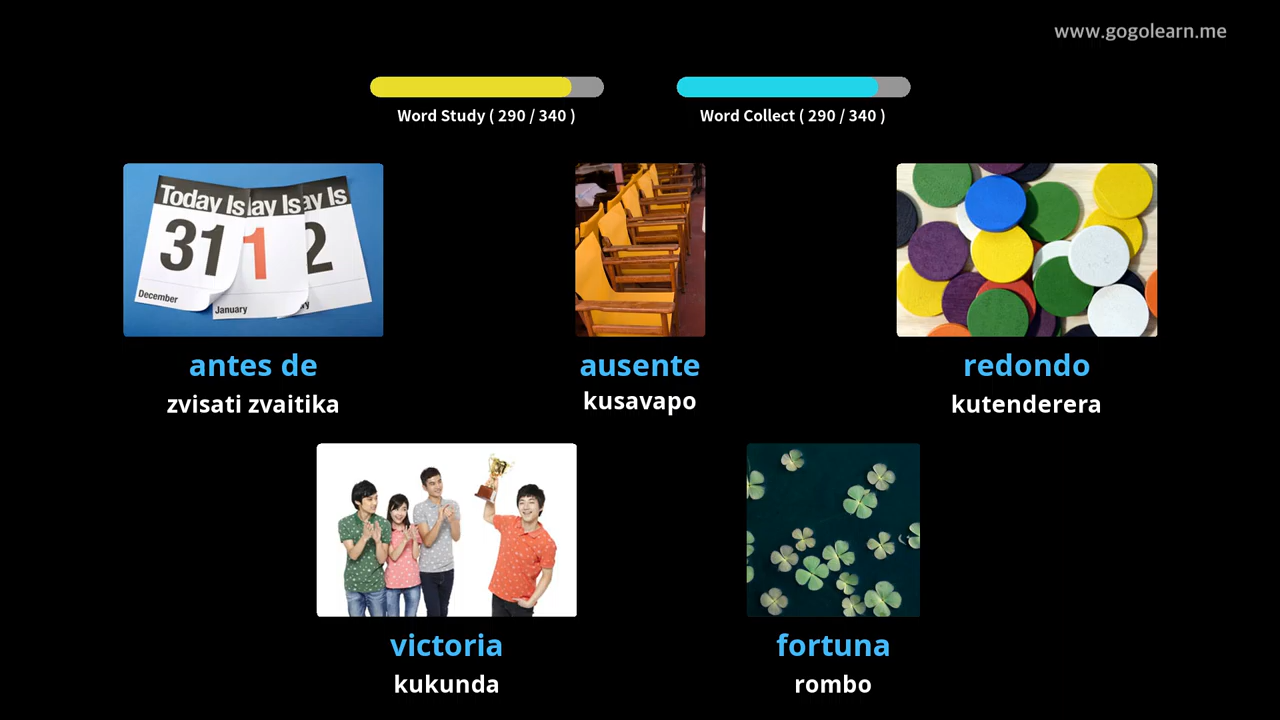 www.gogolearn.me
Word Study ( 290 / 340 )
Word Collect ( 290 / 340 )
Today Is
ay Is
ay Is
31
1
2
December
January
ry
antes de
ausente
redondo
zvisati zvaitika
kusavapo
kutenderera
victoria
fortuna
kukunda
rombo